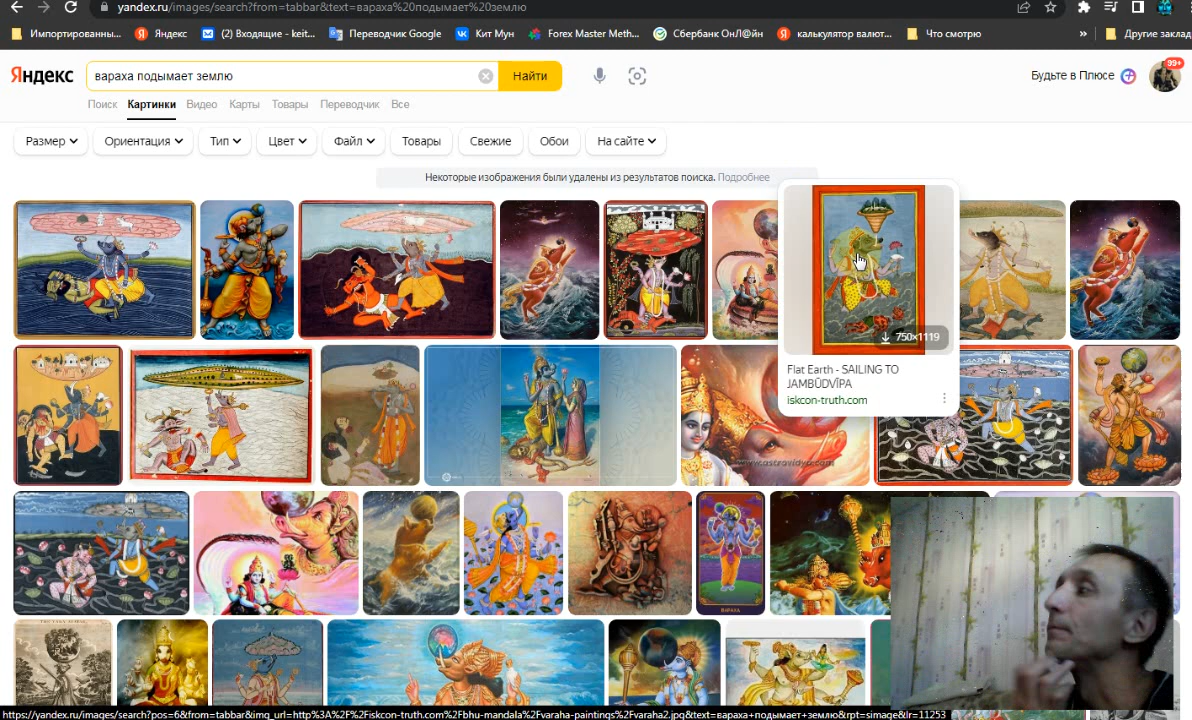 yandex.ru/images/search?from=tabbar&text=вараха%20подымает%20землю
Импортированны...
Яндекс
(2) Входящие - keit...
Переводчик Google
Кит Мун
Forex Master Meth...
Сбербанк ОнЛ@йн
калькулятор валют...
Что смотрю
»
Другие заклад
Яндекс
вараха подымает землю
Найти
Будьте в Плюсе
99+
Поиск
Картинки
Видео
Карты
Товары
Переводчик
Все
Размер
Ориентация
Тип
Цвет
Файл
Товары
Свежие
Обои
На сайте
Некоторые изображения были удалены из результатов поиска. Подробнее
750×1119
Flat Earth - SAILING TO
JAMBŪDVĪPA
iskcon-truth.com
www.astravidya.com
ВАРАХА
https://yandex.ru/images/search?pos=6&from=tabbar&img_url=http%3A%2F%2Fiskcon-truth.com%2Fbhu-mandala%2Fvaraha-paintings%2Fvaraha2.jpg&text=вараха+подымает+землю&rpt=simage&lr=11253